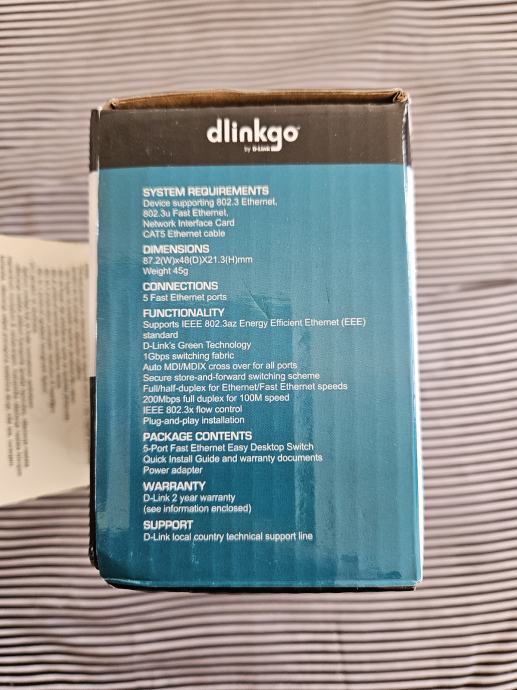 dlinkgo
by D-Link
SYSTEM REQUIREMENTS
Device supporting 802.3 Ethernet,
802.3u Fast Ethernet,
Network Interface Card
CAT5 Ethernet cable
DIMENSIONS
87.2(W)x48(D)X21.3(H)mm
Weight 45g
CONNECTIONS
5 Fast Ethernet ports
FUNCTIONALITY
Supports IEEE 802.3az Energy Efficient Ethernet (EEE)
standard
D-Link's Green Technology
1Gbps switching fabric
Auto MDI/MDIX cross over for all ports
Secure store-and-forward switching scheme
Full/half-duplex for Ethernet/Fast Ethernet speeds
200Mbps full duplex for 100M speed
IEEE 802.3x flow control
Plug-and-play installation
PACKAGE CONTENTS
5-Port Fast Ethernet Easy Desktop Switch
Quick Install Guide and warranty documents
Power adapter
WARRANTY
D-Link 2 year warranty
(see information enclosed)
SUPPORT
D-Link local country technical support line